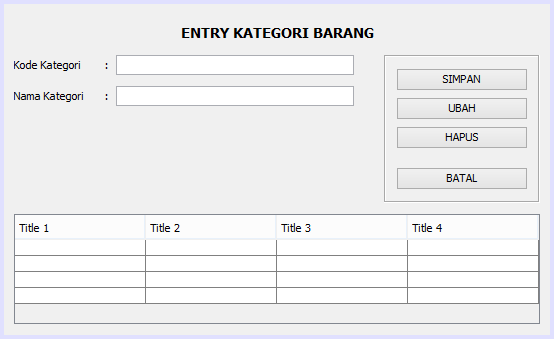 ENTRY KATEGORI BARANG
Kode Kategori :
Nama Kategori :
SIMPAN
UBAH
HAPUS
BATAL
Title 1 Title 2 Title 3 Title 4